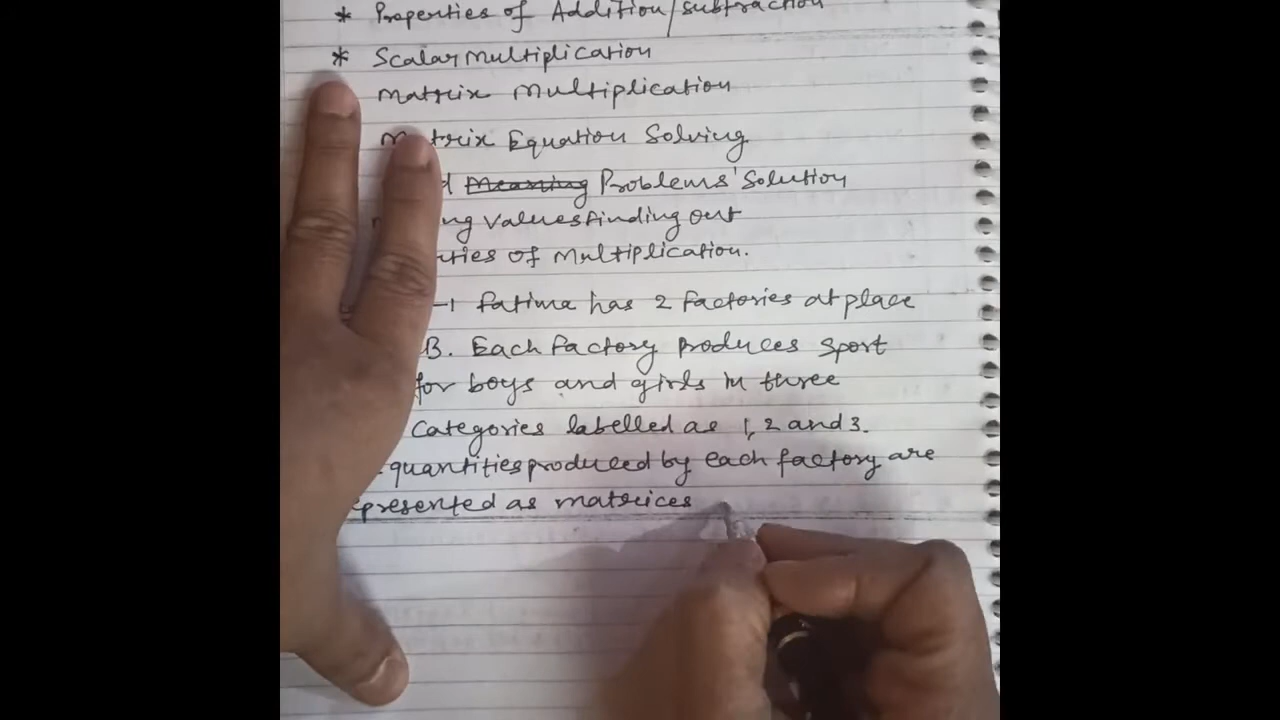 * Properties of Addition/subtraction
* Scalar multiplication
Matrix Multiplication
Matrix Equation Solving
Meaning Problems' Solution
values finding out
of multiplication.
-1 fatima has 2 factories at place
B. Each factory produces sport
for boys and girls in three
Categories labelled as 1, 2 and 3.
quantities produced by each factory are
presented as matrices